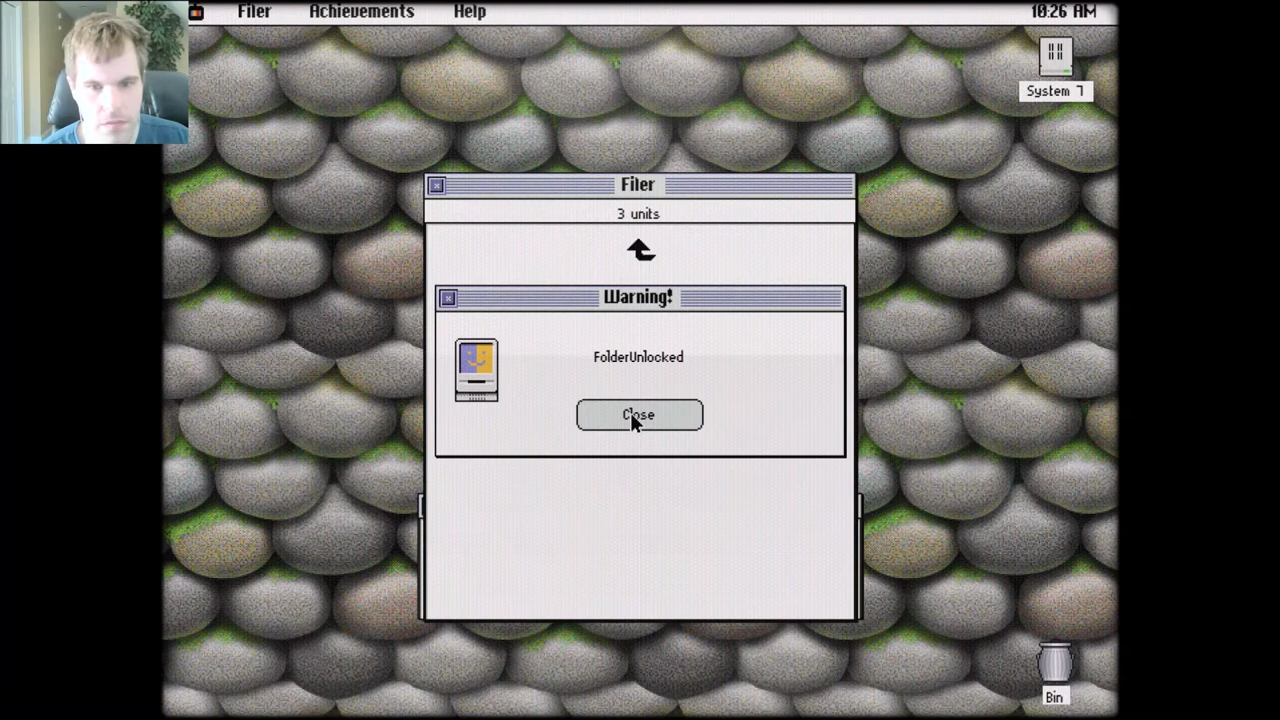 Filer Achievements Help 10:26 AM
System 7
Filer
3 units
Warning!
FolderUnlocked
Close
Bin